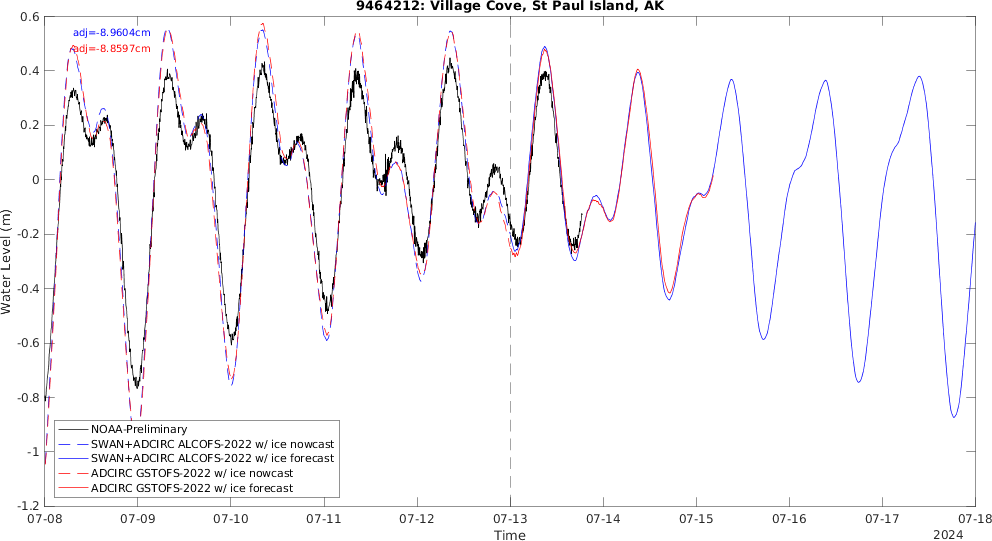 9464212: Village Cove, St Paul Island, AK
adj=-8.9604cm
adj=-8.8597cm
Water Level (m)
0.6
0.4
0.2
0
-0.2
-0.4
-0.6
-0.8
-1
-1.2
NOAA-Preliminary
SWAN+ADCIRC ALCOFS-2022 w/ ice nowcast
SWAN+ADCIRC ALCOFS-2022 w/ ice forecast
ADCIRC GSTOFS-2022 w/ ice nowcast
ADCIRC GSTOFS-2022 w/ ice forecast
07-08 07-09 07-10 07-11 07-12 07-13 07-14 07-15 07-16 07-17 07-18
Time
2024